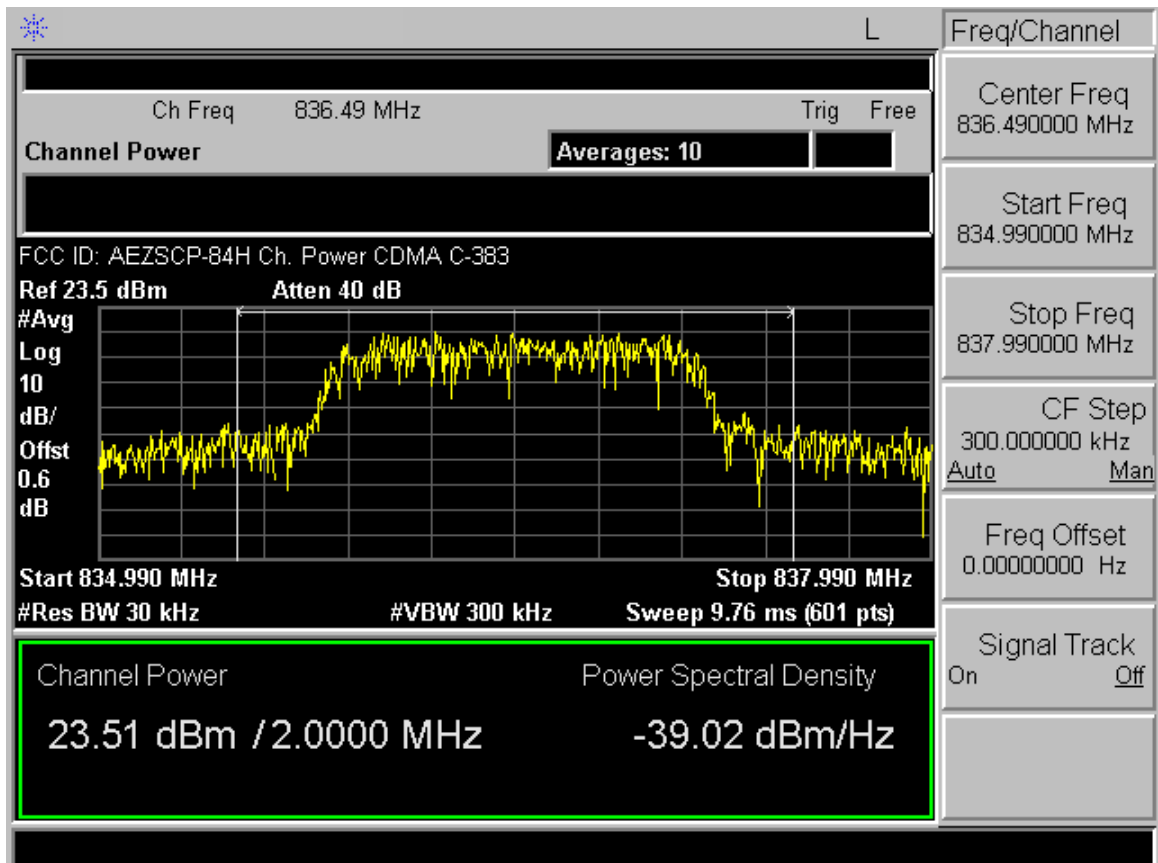 L
Freq/Channel
Ch Freq 836.49 MHz Trig Free
Channel Power Averages: 10
FCC ID: AEZSCP-84H Ch. Power CDMA C-383
Ref 23.5 dBm Atten 40 dB
#Avg
Log
10
dB/
Offst
0.6
dB
Start 834.990 MHz Stop 837.990 MHz
#Res BW 30 kHz #VBW 300 kHz Sweep 9.76 ms (601 pts)
Channel Power Power Spectral Density
23.51 dBm / 2.0000 MHz -39.02 dBm/Hz
Center Freq
836.490000 MHz
Start Freq
834.990000 MHz
Stop Freq
837.990000 MHz
CF Step
300.000000 kHz
Auto Man
Freq Offset
0.00000000 Hz
Signal Track
On Off